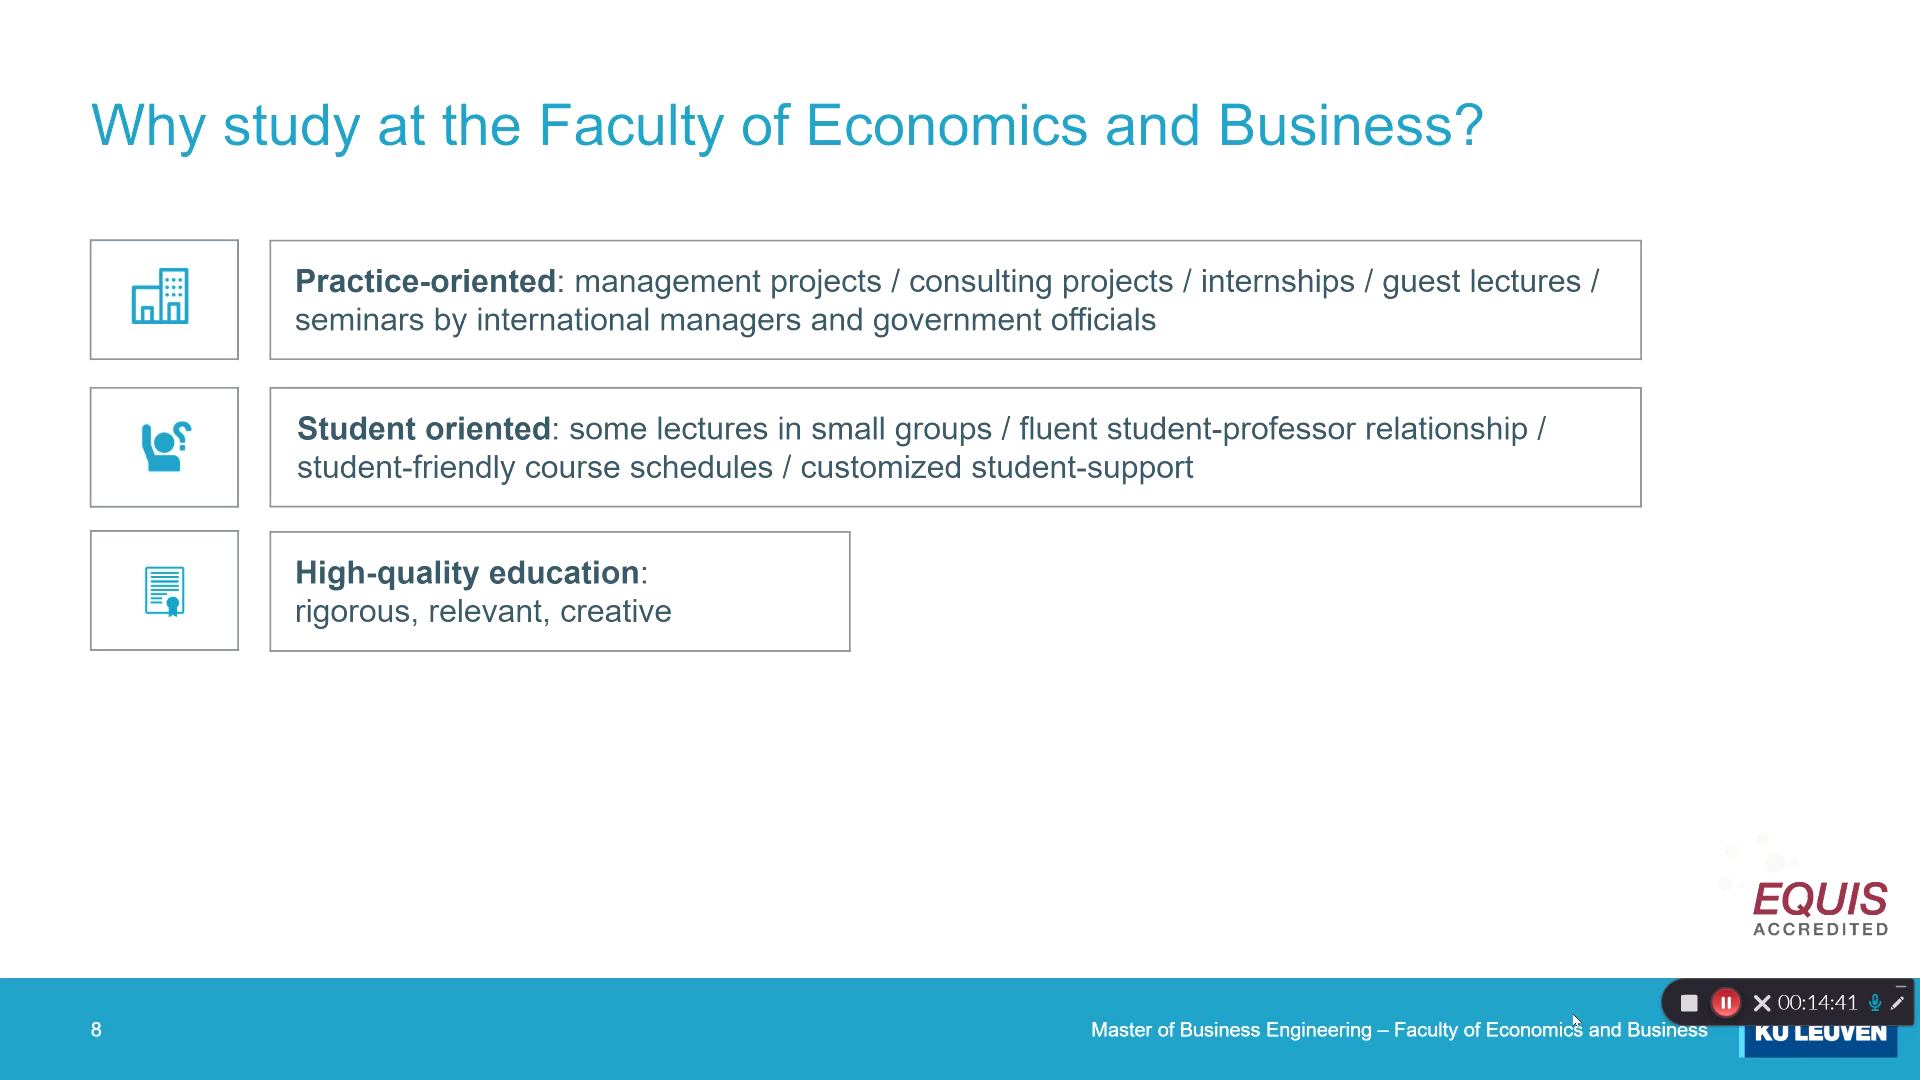 Why study at the Faculty of Economics and Business?
Practice-oriented: management projects / consulting projects / internships / guest lectures /
seminars by international managers and government officials
Student oriented: some lectures in small groups / fluent student-professor relationship /
student-friendly course schedules / customized student-support
High-quality education:
rigorous, relevant, creative
EQUIS
ACCREDITED
00:14:41
8
Master of Business Engineering – Faculty of Economics and Business
KU LEUVEN